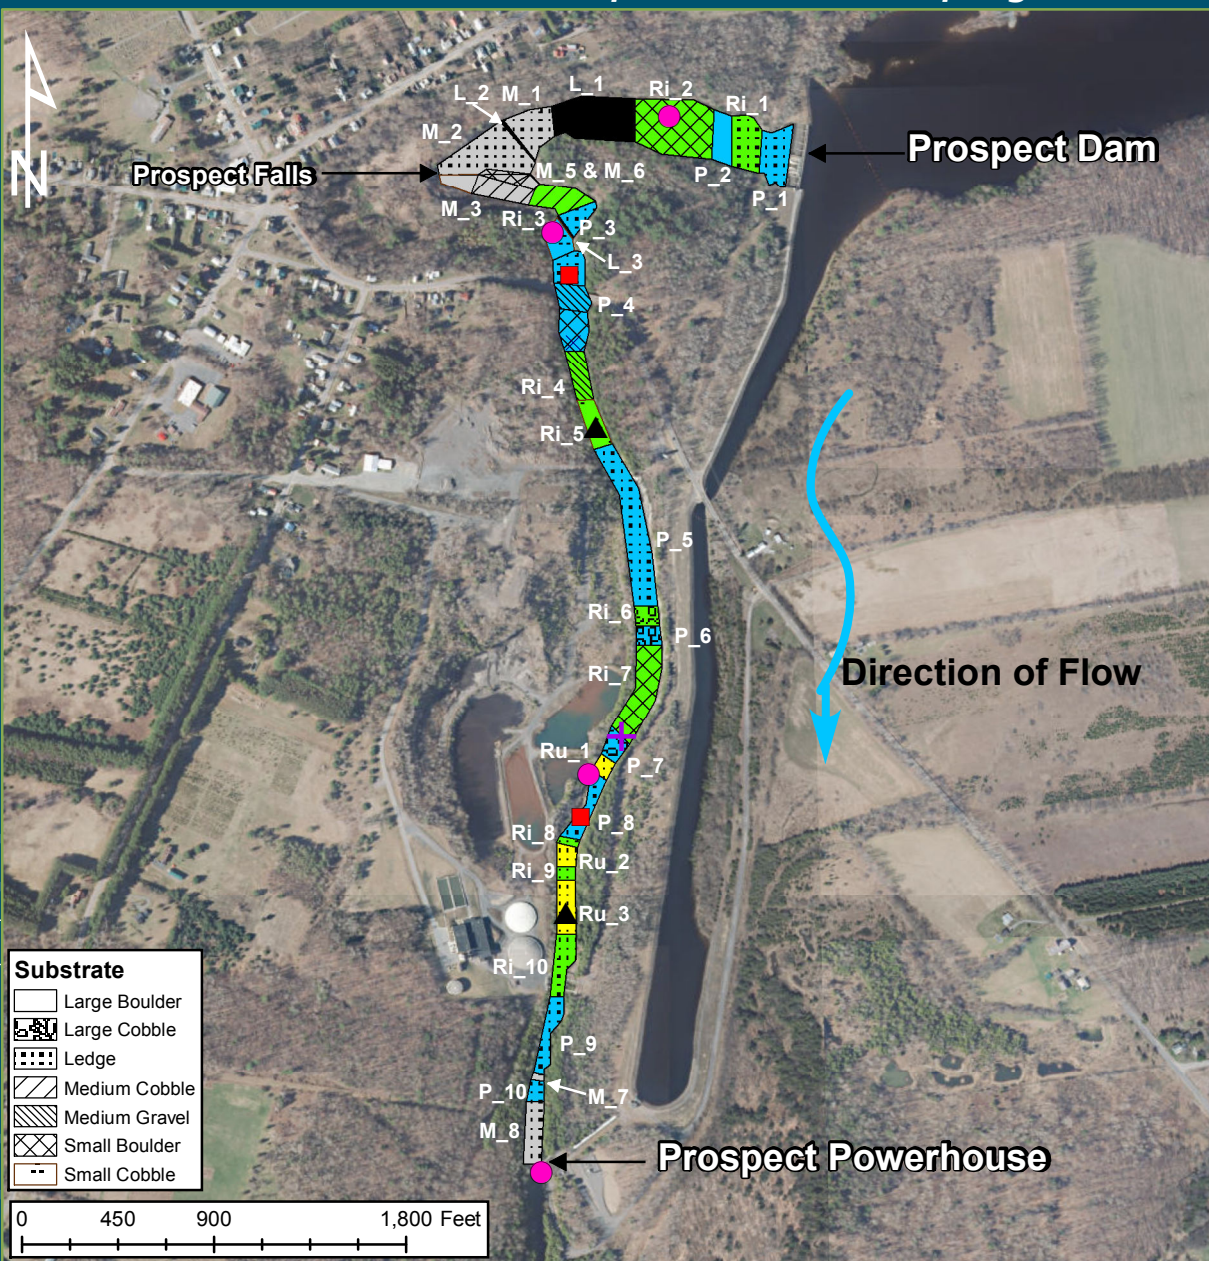 L_2
M_1
L_1
Ri_2
Ri_1
M_2
Prospect Dam
Prospect Falls
M_5 & M_6
P_2
P_1
M_3
Ri_3
P_3
L_3
N
P_4
Ri_4
Ri_5
P_5
Ri_6
P_6
Ri_7
Direction of Flow
Ru_1
P_7
Ri_8
P_8
Ri_9
Ru_2
Ru_3
Ri_10
P_9
P_10
M_7
M_8
Prospect Powerhouse
Substrate
Large Boulder
Large Cobble
Ledge
Medium Cobble
Medium Gravel
Small Boulder
Small Cobble
0 450 900 1,800 Feet